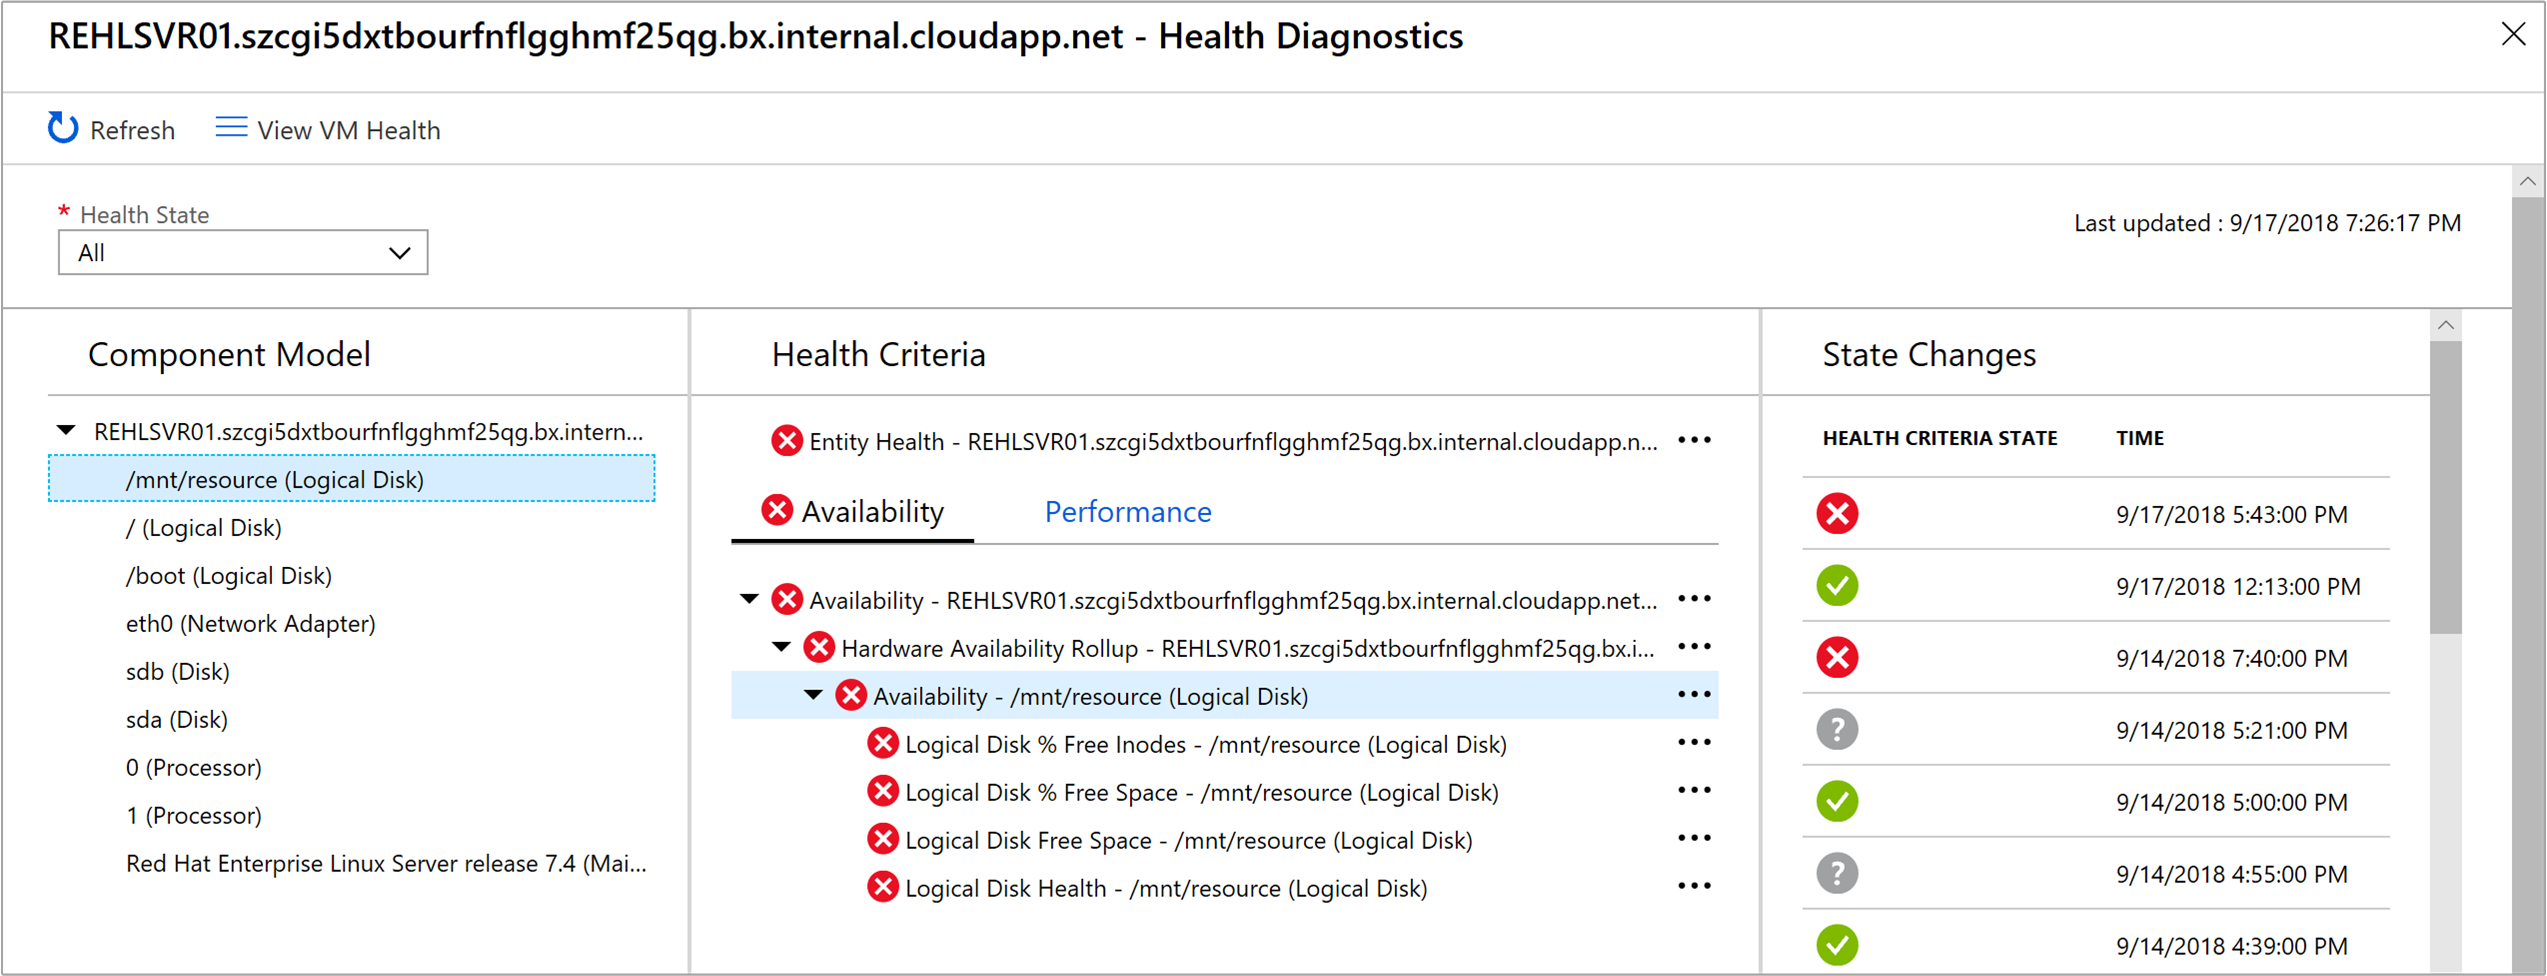 REHLSVR01.szcgi5dxtbourfnflgghmf25qg.bx.internal.cloudapp.net - Health Diagnostics
Refresh
View VM Health
* Health State
All
Last updated : 9/17/2018 7:26:17 PM
Component Model
REHLSVR01.szcgi5dxtbourfnflgghmf25qg.bx.intern...
/mnt/resource (Logical Disk)
/ (Logical Disk)
/boot (Logical Disk)
eth0 (Network Adapter)
sdb (Disk)
sda (Disk)
0 (Processor)
1 (Processor)
Red Hat Enterprise Linux Server release 7.4 (Mai...
Health Criteria
Entity Health - REHLSVR01.szcgi5dxtbourfnflgghmf25qg.bx.internal.cloudapp.n...
Availability
Performance
Availability - REHLSVR01.szcgi5dxtbourfnflgghmf25qg.bx.internal.cloudapp.net...
Hardware Availability Rollup - REHLSVR01.szcgi5dxtbourfnflgghmf25qg.bx.i...
Availability - /mnt/resource (Logical Disk)
Logical Disk % Free Inodes - /mnt/resource (Logical Disk)
Logical Disk % Free Space - /mnt/resource (Logical Disk)
Logical Disk Free Space - /mnt/resource (Logical Disk)
Logical Disk Health - /mnt/resource (Logical Disk)
State Changes
HEALTH CRITERIA STATE TIME
9/17/2018 5:43:00 PM
9/17/2018 12:13:00 PM
9/14/2018 7:40:00 PM
9/14/2018 5:21:00 PM
9/14/2018 5:00:00 PM
9/14/2018 4:55:00 PM
9/14/2018 4:39:00 PM